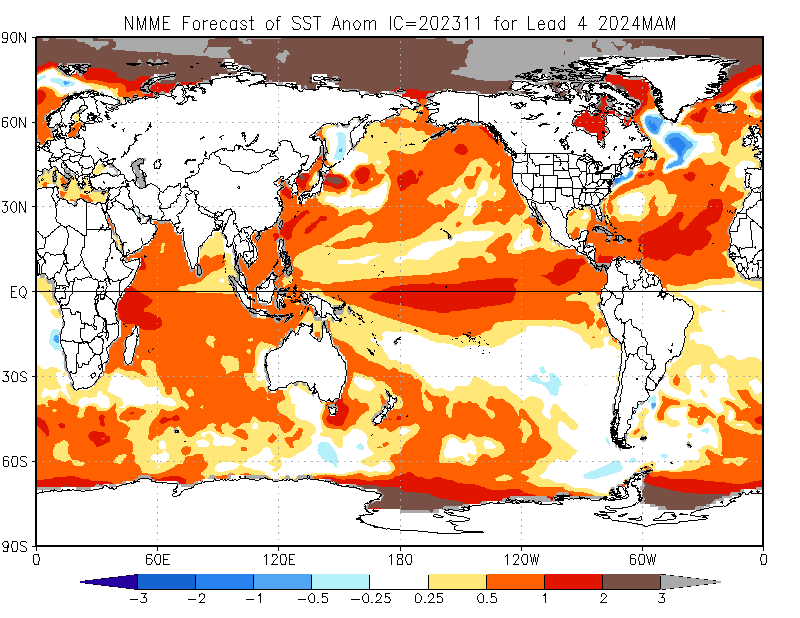 NMME Forecast of SST Anom IC=202311 for Lead 4 2024MAM
90N
60N
30N
EQ
30S
60S
90S
0 60E 120E 180 120W 60W 0
-3 -2 -1 -0.5 -0.25 0.25 0.5 1 2 3